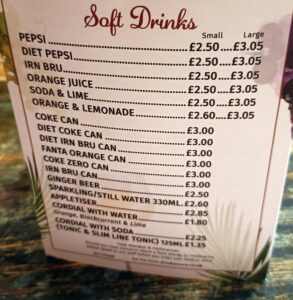 Soft Drinks
Small Large
PEPSI £2.50 £3.05
DIET PEPSI £2.50 £3.05
IRN BRU £2.50 £3.05
ORANGE JUICE £2.50 £3.05
SODA & LIME £2.50 £3.05
ORANGE & LEMONADE £2.60 £3.05
COKE CAN £3.00
DIET COKE CAN £3.00
DIET IRN BRU CAN £3.00
FANTA ORANGE CAN £3.00
COKE ZERO CAN £3.00
IRN BRU CAN £3.00
GINGER BEER £2.50
SPARKLING/STILL WATER 330ML £2.60
APPLETISER £2.85
CORDIAL WITH WATER £1.80
Orange, Blackcurrant & Lime
CORDIAL WITH SODA £2.25
(TONIC & SLIM LINE TONIC) 125ML £1.35